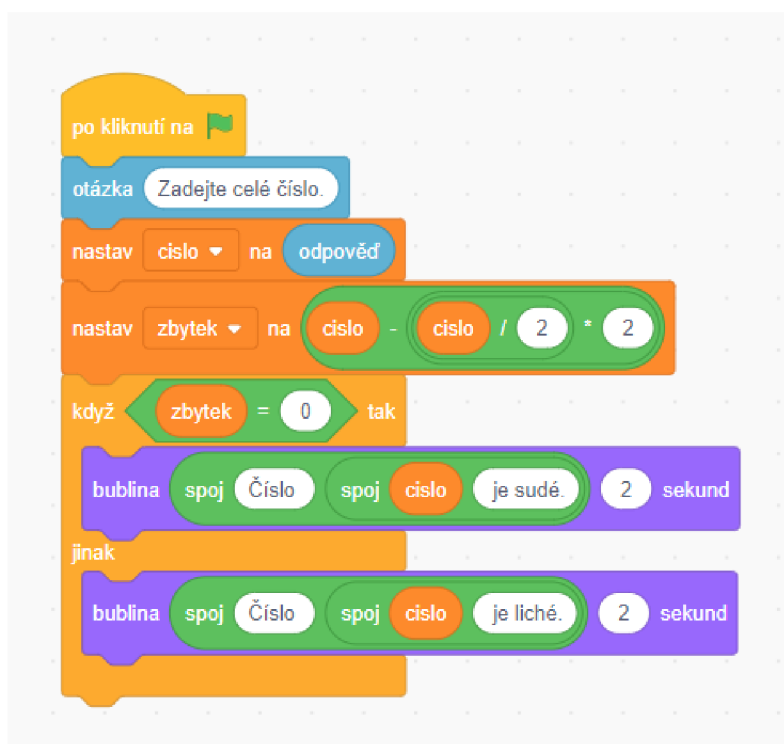 po kliknutí na
otázka Zadejte celé číslo.
nastav cislo na odpověď
nastav zbytek na cislo - cislo / 2 * 2
když zbytek = 0 tak
bublina spoj Číslo spoj cislo je sudé. 2 sekund
jinak
bublina spoj Číslo spoj cislo je liché. 2 sekund